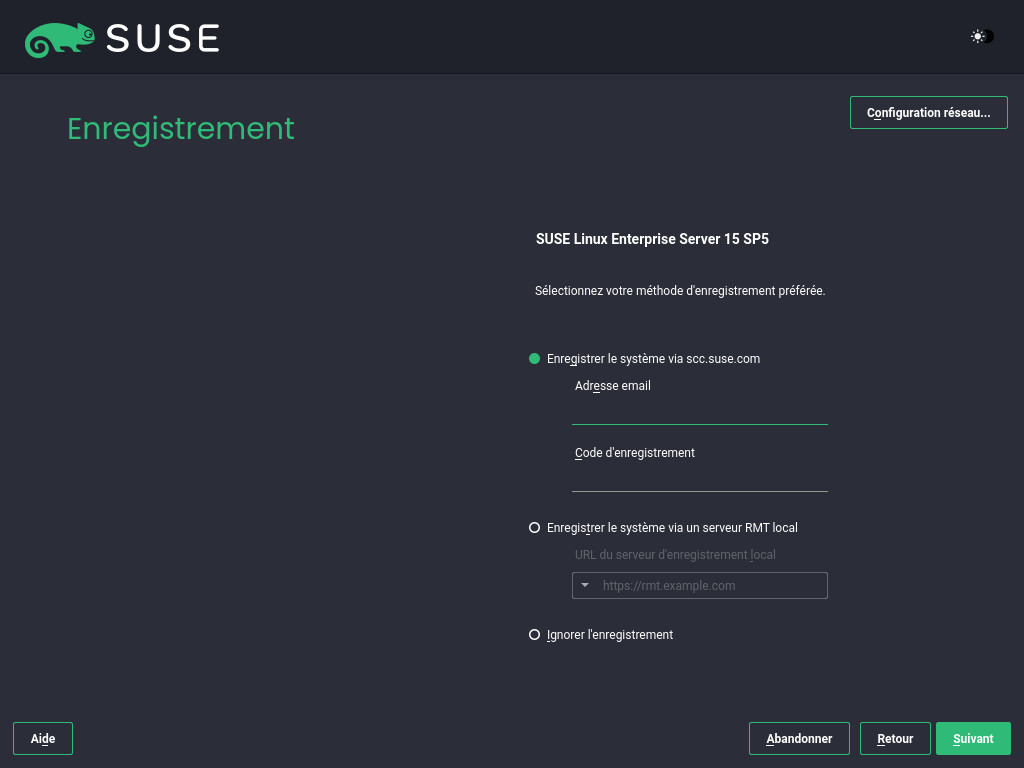 SUSE
Enregistrement
Configuration réseau...
SUSE Linux Enterprise Server 15 SP5
Sélectionnez votre méthode d'enregistrement préférée.
Enregistrer le système via scc.suse.com
Adresse email
Code d'enregistrement
Enregistrer le système via un serveur RMT local
URL du serveur d'enregistrement local
https://rmt.example.com
Ignorer l'enregistrement
Aide
Abandonner
Retour
Suivant